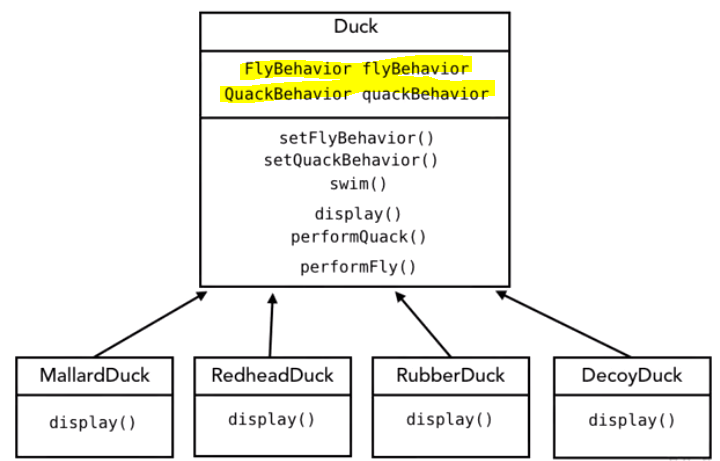 Duck
FlyBehavior flyBehavior
QuackBehavior quackBehavior
setFlyBehavior()
setQuackBehavior()
swim()
display()
performQuack()
performFly()
MallardDuck
display()
RedheadDuck
display()
RubberDuck
display()
DecoyDuck
display()